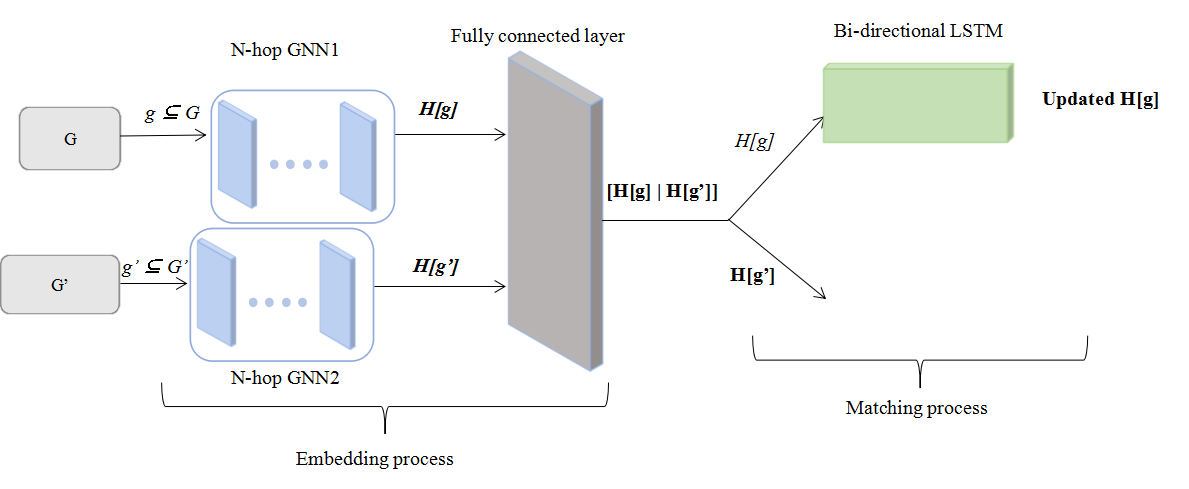 Bi-directional LSTM
Fully connected layer
N-hop GNN1
G
g ⊆ G
H[g]
H[g]
Updated H[g]
[H[g] | H[g’]]
G’
g’ ⊆ G’
H[g’]
H[g’]
N-hop GNN2
Matching process
Embedding process